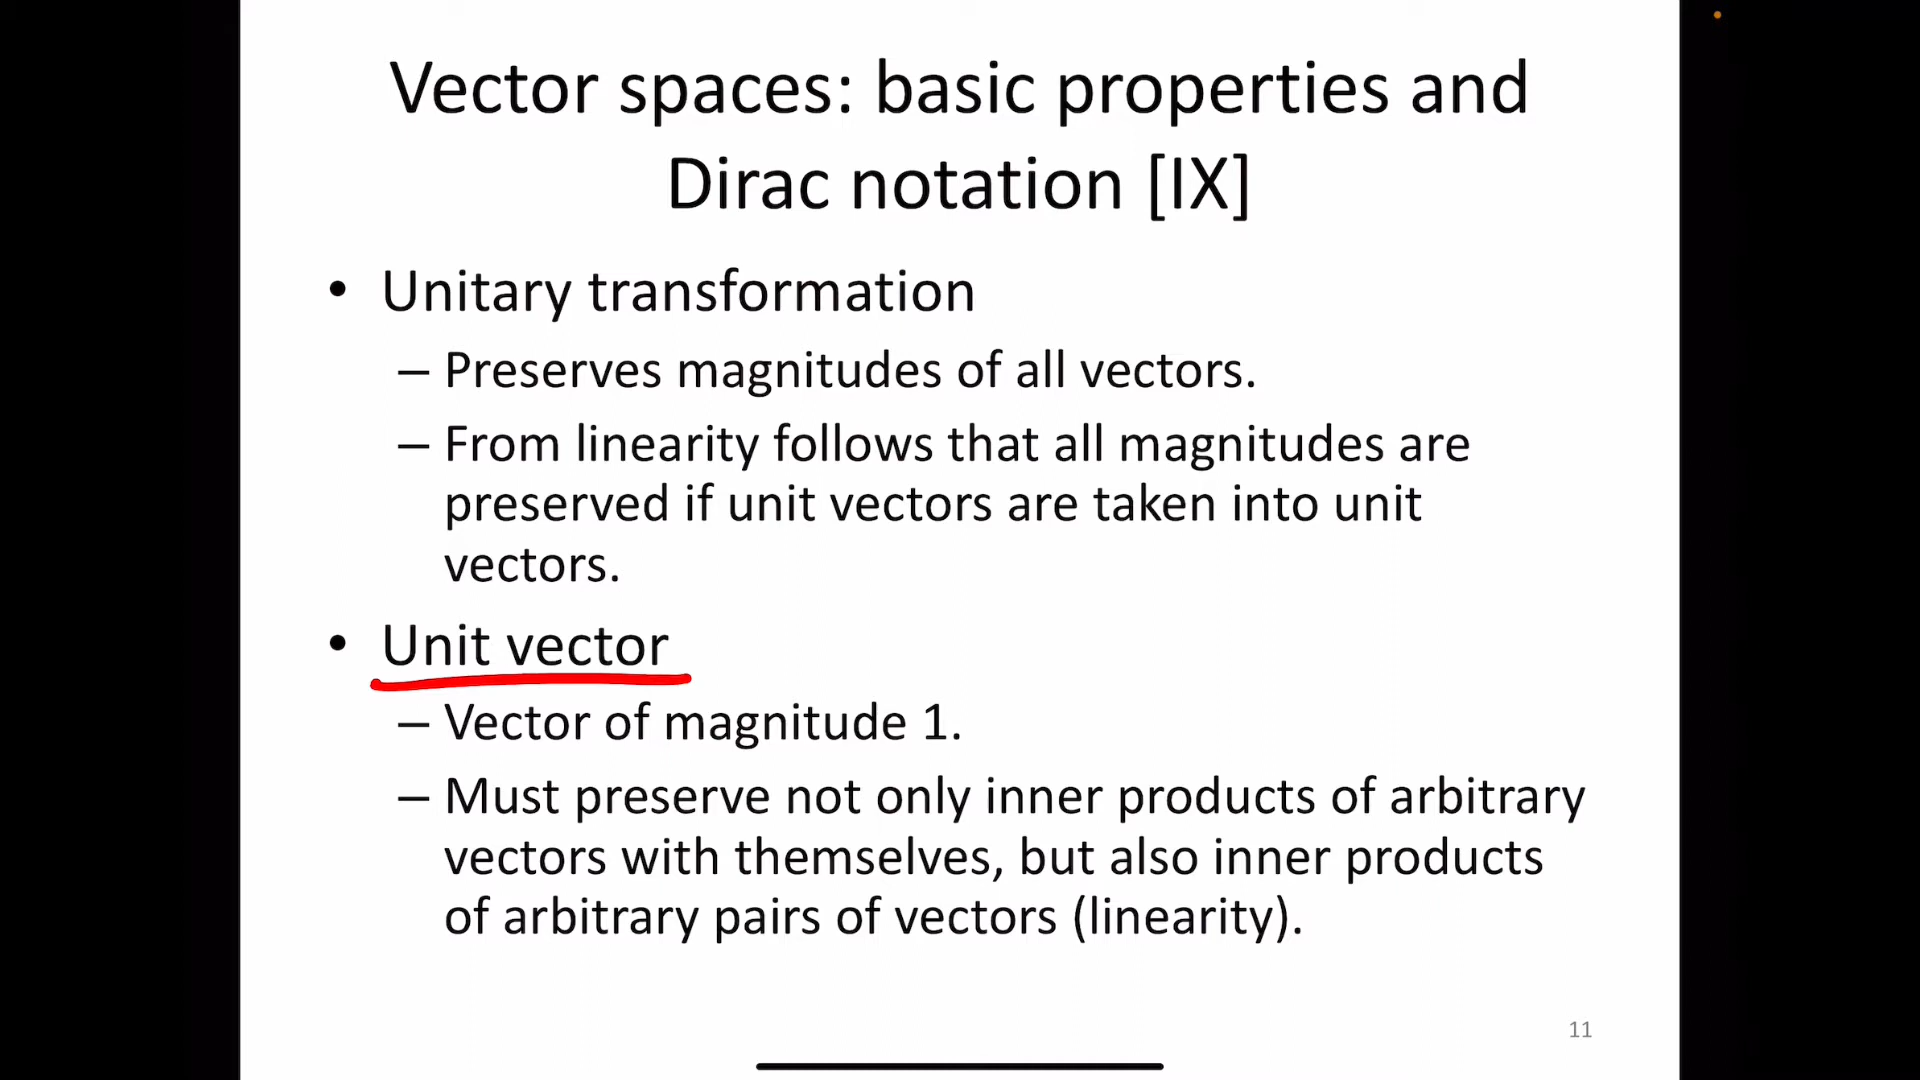 Vector spaces: basic properties and
Dirac notation [IX]
• Unitary transformation
– Preserves magnitudes of all vectors.
– From linearity follows that all magnitudes are
preserved if unit vectors are taken into unit
vectors.
• Unit vector
– Vector of magnitude 1.
– Must preserve not only inner products of arbitrary
vectors with themselves, but also inner products
of arbitrary pairs of vectors (linearity).
11